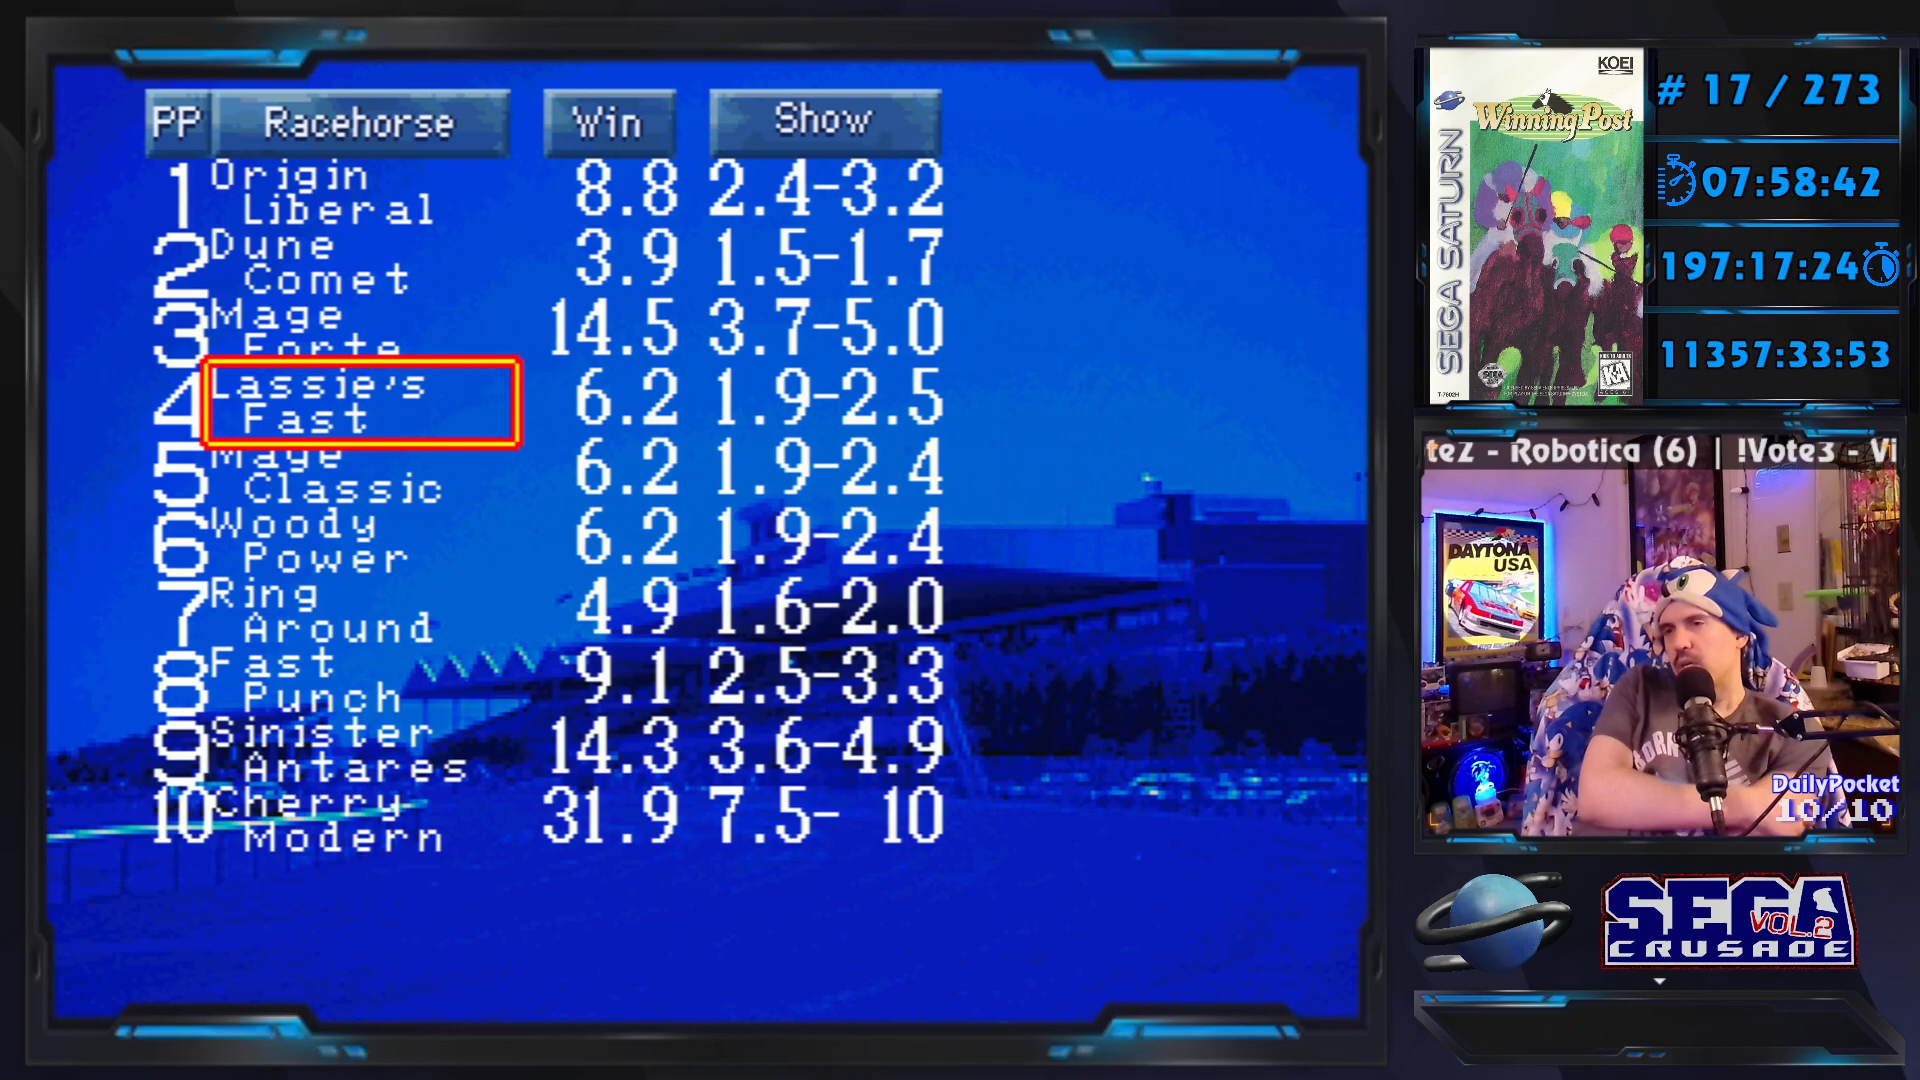 PP Racehorse Win Show
1 Origin Liberal 8.8 2.4-3.2
2 Dune Comet 3.9 1.5-1.7
3 Mage Forte 14.5 3.7-5.0
4 Lassie's Fast 6.2 1.9-2.5
5 Mage Classic 6.2 1.9-2.4
6 Woody Power 6.2 1.9-2.4
7 Ring Around 4.9 1.6-2.0
8 Fast Punch 9.1 2.5-3.3
9 Sinister Antares 14.3 3.6-4.9
10 Cherry Modern 31.9 7.5- 10
KOEI
Winning Post
SEGA SATURN
SEGA
K-A
T-7602H
# 17 / 273
07:58:42
197:17:24
11357:33:53
te2 - Robotica (6) | !Vote3 - Vi
DAYTONA
USA
DailyPocket
10/10
SEGA
VOL.2
CRUSADE